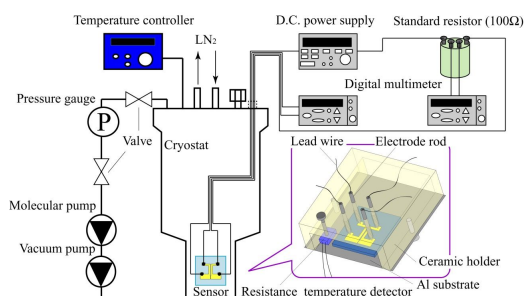 Temperature controller
LN₂
D.C. power supply
Standard resistor (100Ω)
Digital multimeter
Pressure gauge
P
Valve
Cryostat
Lead wire
Electrode rod
Molecular pump
Vacuum pump
Ceramic holder
Al substrate
Sensor
Resistance temperature detector